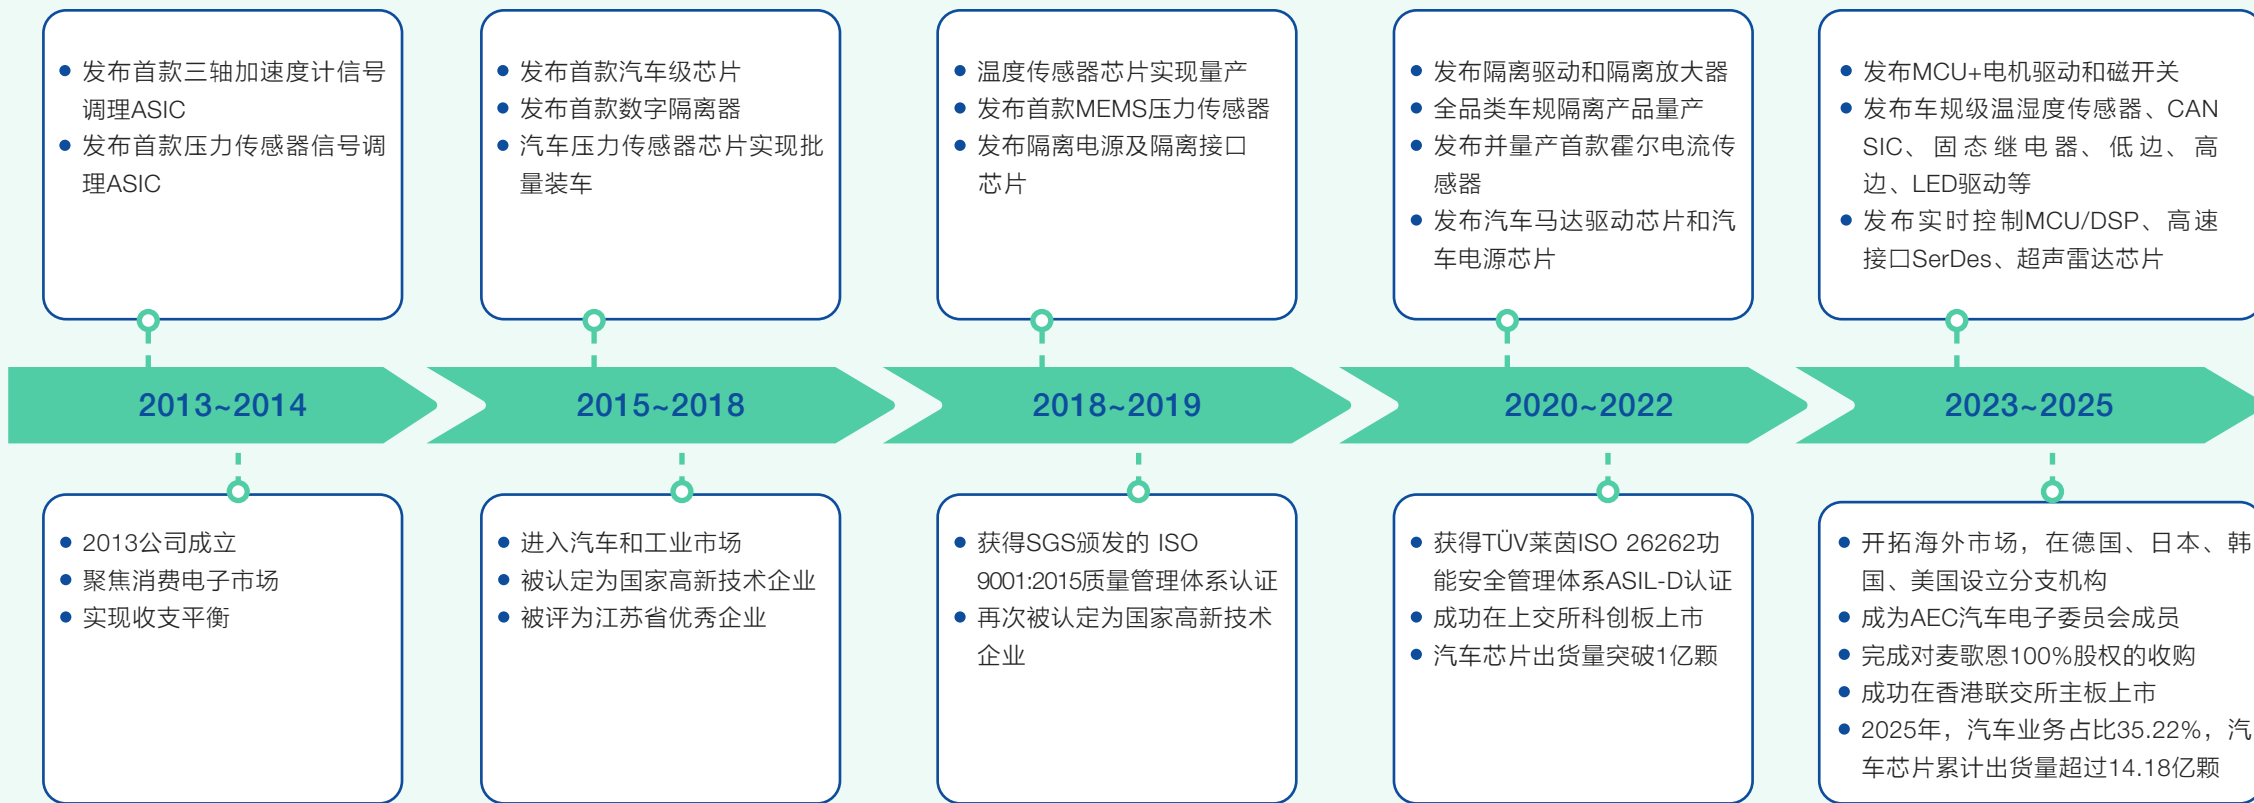 发布首款三轴加速度计信号
调理ASIC
发布首款压力传感器信号调
理ASIC
发布首款汽车级芯片
发布首款数字隔离器
汽车压力传感器芯片实现批
量装车
温度传感器芯片实现量产
发布首款MEMS压力传感器
发布隔离电源及隔离接口
芯片
发布隔离驱动和隔离放大器
全品类车规隔离产品量产
发布并量产首款霍尔电流传
感器
发布汽车马达驱动芯片和汽
车电源芯片
发布MCU+电机驱动和磁开关
发布车规级温湿度传感器、CAN
SIC、固态继电器、低边、高
边、LED驱动等
发布实时控制MCU/DSP、高速
接口SerDes、超声雷达芯片
2013~2014
2015~2018
2018~2019
2020~2022
2023~2025
2013公司成立
聚焦消费电子市场
实现收支平衡
进入汽车和工业市场
被认定为国家高新技术企业
被评为江苏省优秀企业
获得SGS颁发的 ISO
9001:2015质量管理体系认证
再次被认定为国家高新技术
企业
获得TÜV莱茵ISO 26262功
能安全管理体系ASIL-D认证
成功在上交所科创板上市
汽车芯片出货量突破1亿颗
开拓海外市场，在德国、日本、韩
国、美国设立分支机构
成为AEC汽车电子委员会成员
完成对麦歌恩100%股权的收购
成功在香港联交所主板上市
2025年，汽车业务占比35.22%，汽
车芯片累计出货量超过14.18亿颗